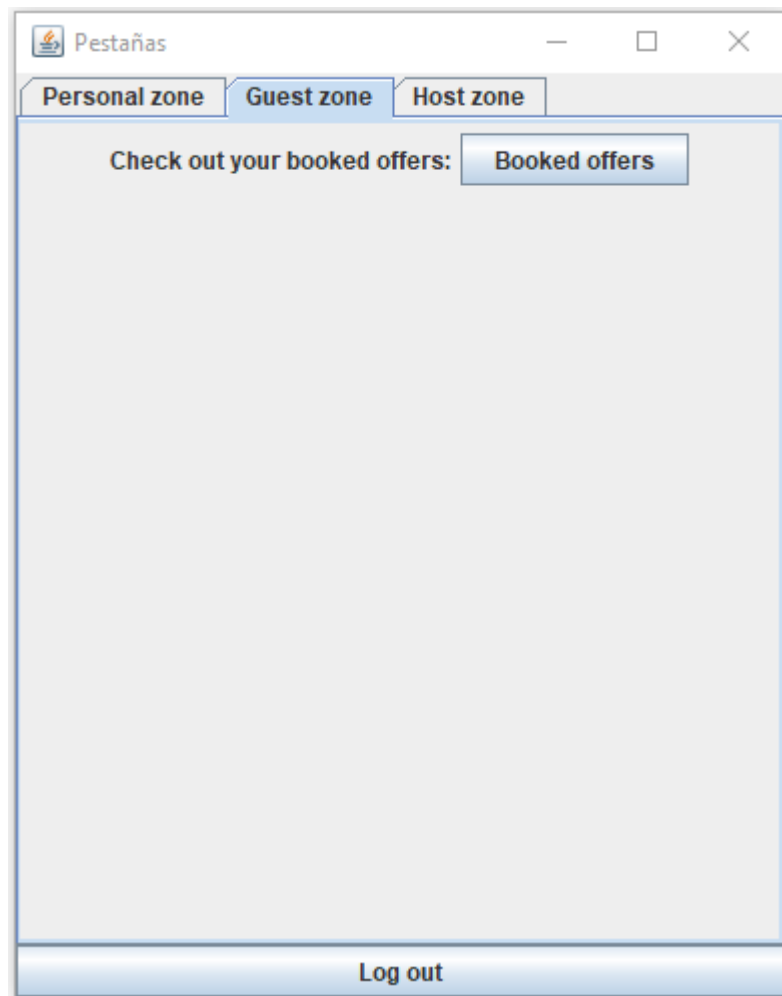 Pestañas
Personal zone Guest zone Host zone
Check out your booked offers: Booked offers
Log out